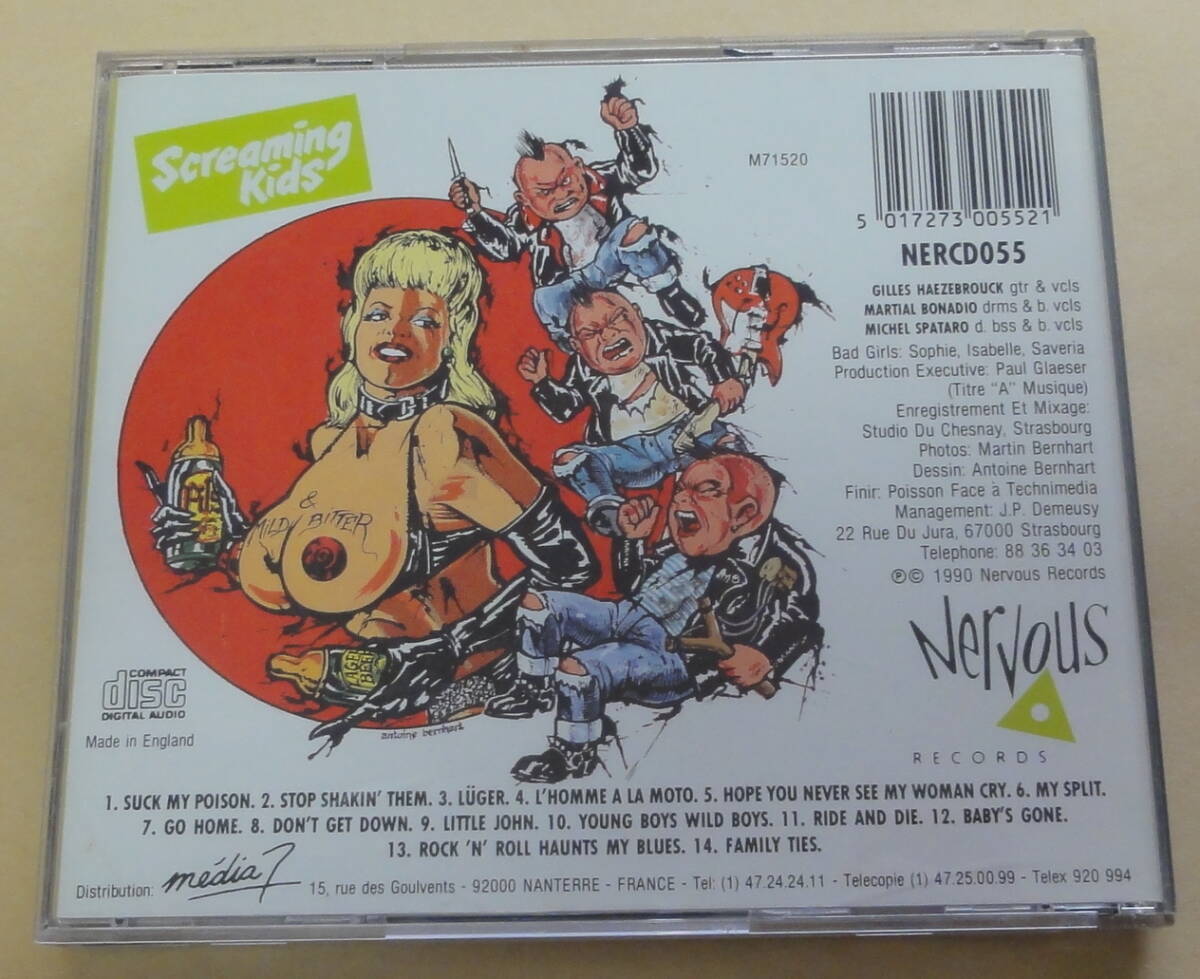 Screaming
Kids
M71520
5 017273 005521
NERCD055
GILLES HAEZEBROUCK gtr & vcls
MARTIAL BONADIO drms & b. vcls
MICHEL SPATARO d. bss & b. vcls
Bad Girls: Sophie, Isabelle, Saveria
Production Executive: Paul Glaeser
(Titre "A" Musique)
Enregistrement Et Mixage:
Studio Du Chesnay, Strasbourg
Photos: Martin Bernhart
Dessin: Antoine Bernhart
Finir: Poisson Face à Technimedia
Management: J.P. Demeusy
22 Rue Du Jura, 67000 Strasbourg
Telephone: 88 36 34 03
℗© 1990 Nervous Records
Nervous
RECORDS
MILD & BITTER
antoine bernhart
COMPACT
disc
DIGITAL AUDIO
Made in England
1. SUCK MY POISON. 2. STOP SHAKIN' THEM. 3. LÜGER. 4. L'HOMME A LA MOTO. 5. HOPE YOU NEVER SEE MY WOMAN CRY. 6. MY SPLIT.
7. GO HOME. 8. DON'T GET DOWN. 9. LITTLE JOHN. 10. YOUNG BOYS WILD BOYS. 11. RIDE AND DIE. 12. BABY'S GONE.
13. ROCK 'N' ROLL HAUNTS MY BLUES. 14. FAMILY TIES.
Distribution: média 7 15, rue des Goulvents - 92000 NANTERRE - FRANCE - Tel: (1) 47.24.24.11 - Telecopie (1) 47.25.00.99 - Telex 920 994